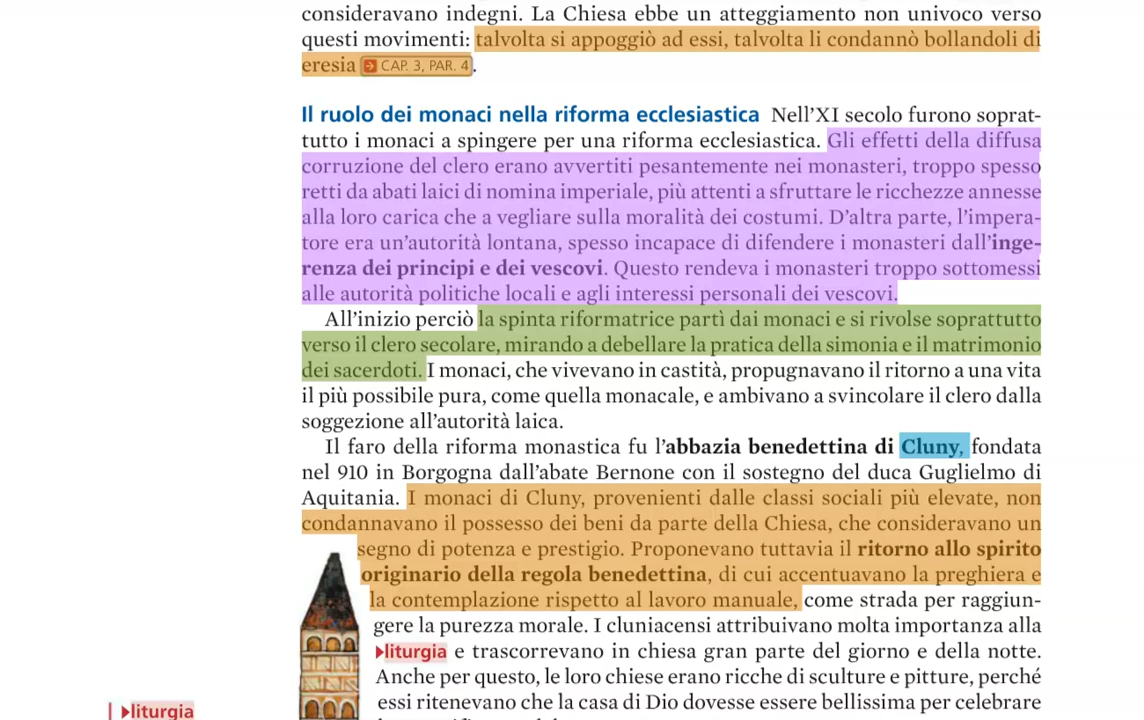 consideravano indegni. La Chiesa ebbe un atteggiamento non univoco verso
questi movimenti: talvolta si appoggiò ad essi, talvolta li condannò bollandoli di
eresia CAP. 3, PAR. 4.
Il ruolo dei monaci nella riforma ecclesiastica Nell'XI secolo furono soprat-
tutto i monaci a spingere per una riforma ecclesiastica. Gli effetti della diffusa
corruzione del clero erano avvertiti pesantemente nei monasteri, troppo spesso
retti da abati laici di nomina imperiale, più attenti a sfruttare le ricchezze annesse
alla loro carica che a vegliare sulla moralità dei costumi. D'altra parte, l'impera-
tore era un'autorità lontana, spesso incapace di difendere i monasteri dall'inge-
renza dei principi e dei vescovi. Questo rendeva i monasteri troppo sottomessi
alle autorità politiche locali e agli interessi personali dei vescovi.
All'inizio perciò la spinta riformatrice partì dai monaci e si rivolse soprattutto
verso il clero secolare, mirando a debellare la pratica della simonia e il matrimonio
dei sacerdoti. I monaci, che vivevano in castità, propugnavano il ritorno a una vita
il più possibile pura, come quella monacale, e ambivano a svincolare il clero dalla
soggezione all'autorità laica.
Il faro della riforma monastica fu l'abbazia benedettina di Cluny, fondata
nel 910 in Borgogna dall'abate Bernone con il sostegno del duca Guglielmo di
Aquitania. I monaci di Cluny, provenienti dalle classi sociali più elevate, non
condannavano il possesso dei beni da parte della Chiesa, che consideravano un
segno di potenza e prestigio. Proponevano tuttavia il ritorno allo spirito
originario della regola benedettina, di cui accentuavano la preghiera e
la contemplazione rispetto al lavoro manuale, come strada per raggiun-
gere la purezza morale. I cluniacensi attribuivano molta importanza alla
liturgia e trascorrevano in chiesa gran parte del giorno e della notte.
Anche per questo, le loro chiese erano ricche di sculture e pitture, perché
essi ritenevano che la casa di Dio dovesse essere bellissima per celebrare
liturgia